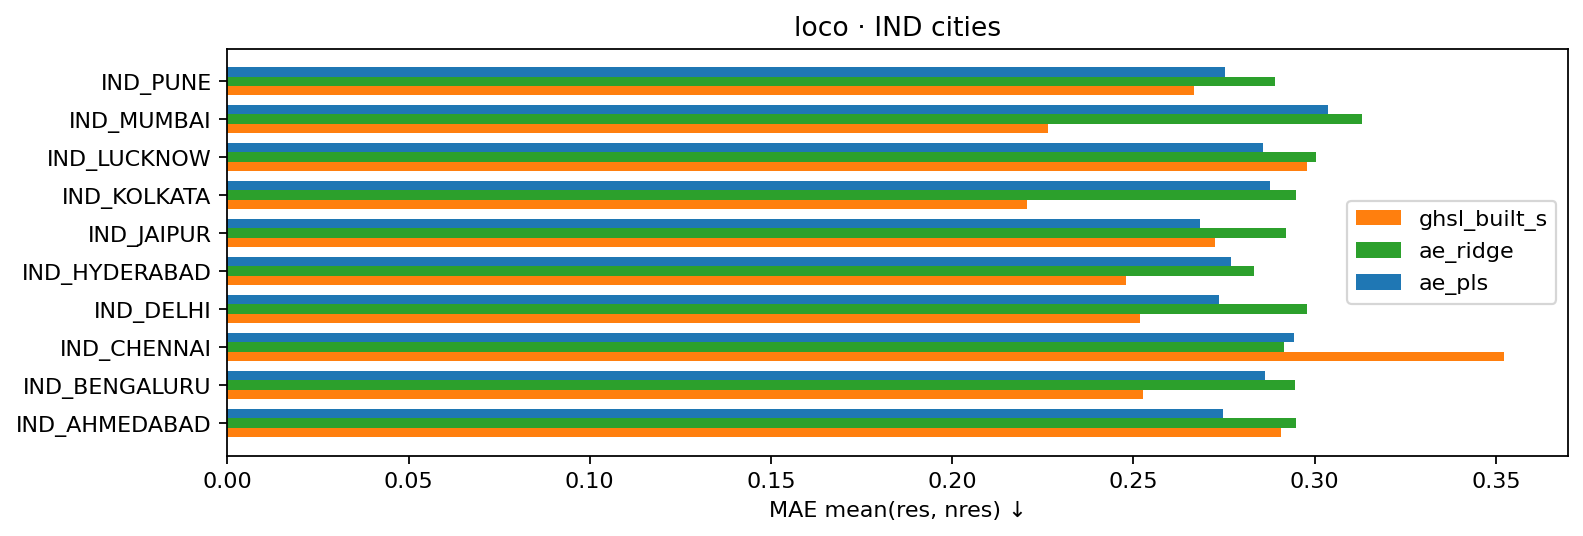 loco · IND cities
IND_PUNE
IND_MUMBAI
IND_LUCKNOW
IND_KOLKATA
IND_JAIPUR
IND_HYDERABAD
IND_DELHI
IND_CHENNAI
IND_BENGALURU
IND_AHMEDABAD
ghsl_built_s
ae_ridge
ae_pls
0.00 0.05 0.10 0.15 0.20 0.25 0.30 0.35
MAE mean(res, nres) ↓